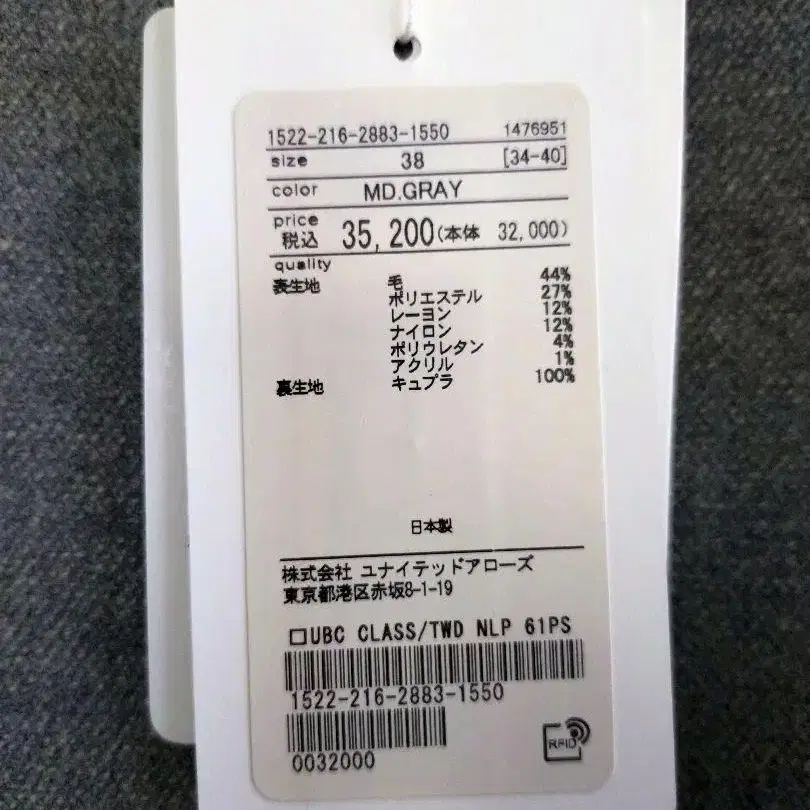 1522-216-2883-1550 1476951
size 38 [34-40]
color MD.GRAY
price
税込 35,200(本体 32,000)
quality
表生地 毛 44%
ポリエステル 27%
レーヨン 12%
ナイロン 12%
ポリウレタン 4%
アクリル 1%
裏生地 キュプラ 100%
日本製
株式会社 ユナイテッドアローズ
東京都港区赤坂8-1-19
□UBC CLASS/TWD NLP 61PS
1522-216-2883-1550
0032000
RFID